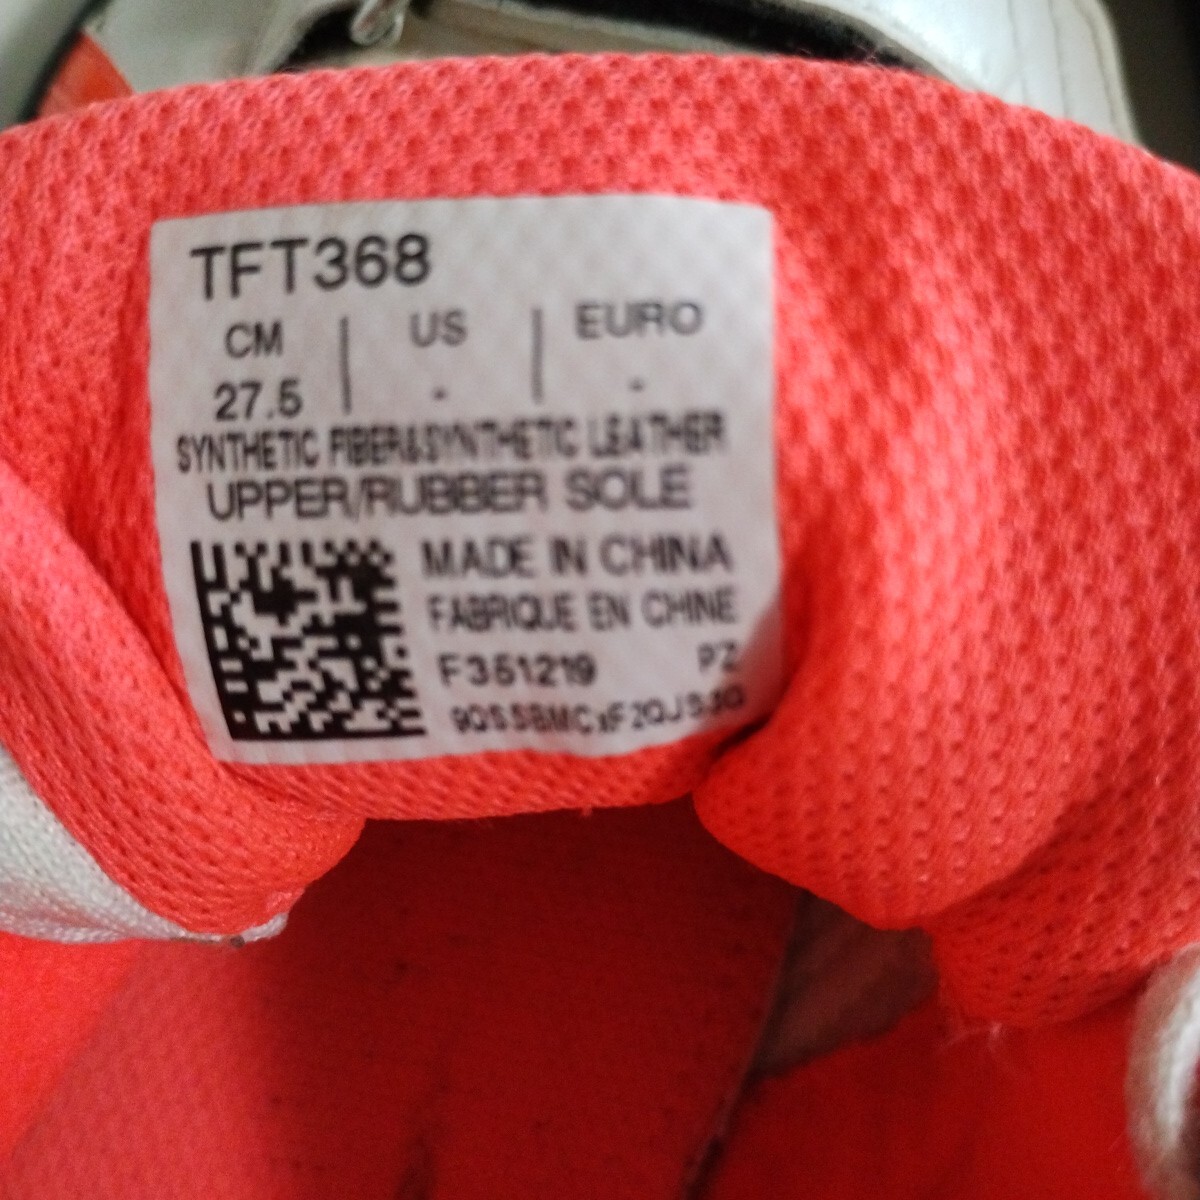 TFT368
CM | US | EURO
27.5 | - | -
SYNTHETIC FIBER&SYNTHETIC LEATHER
UPPER/RUBBER SOLE
MADE IN CHINA
FABRIQUE EN CHINE
F351219 PZ